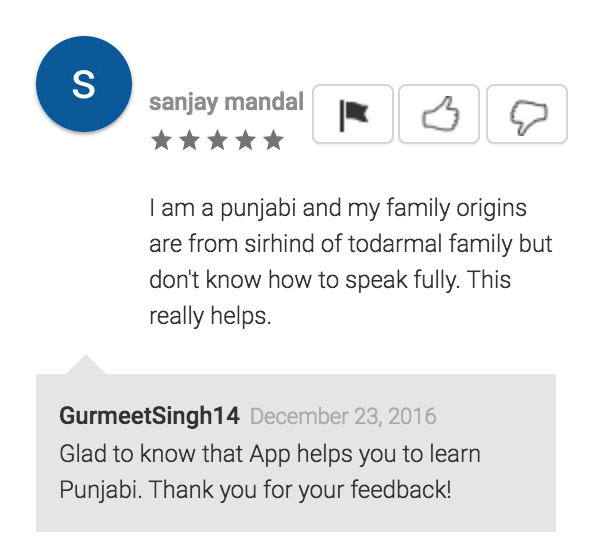 S
sanjay mandal
I am a punjabi and my family origins
are from sirhind of todarmal family but
don't know how to speak fully. This
really helps.
GurmeetSingh14 December 23, 2016
Glad to know that App helps you to learn
Punjabi. Thank you for your feedback!